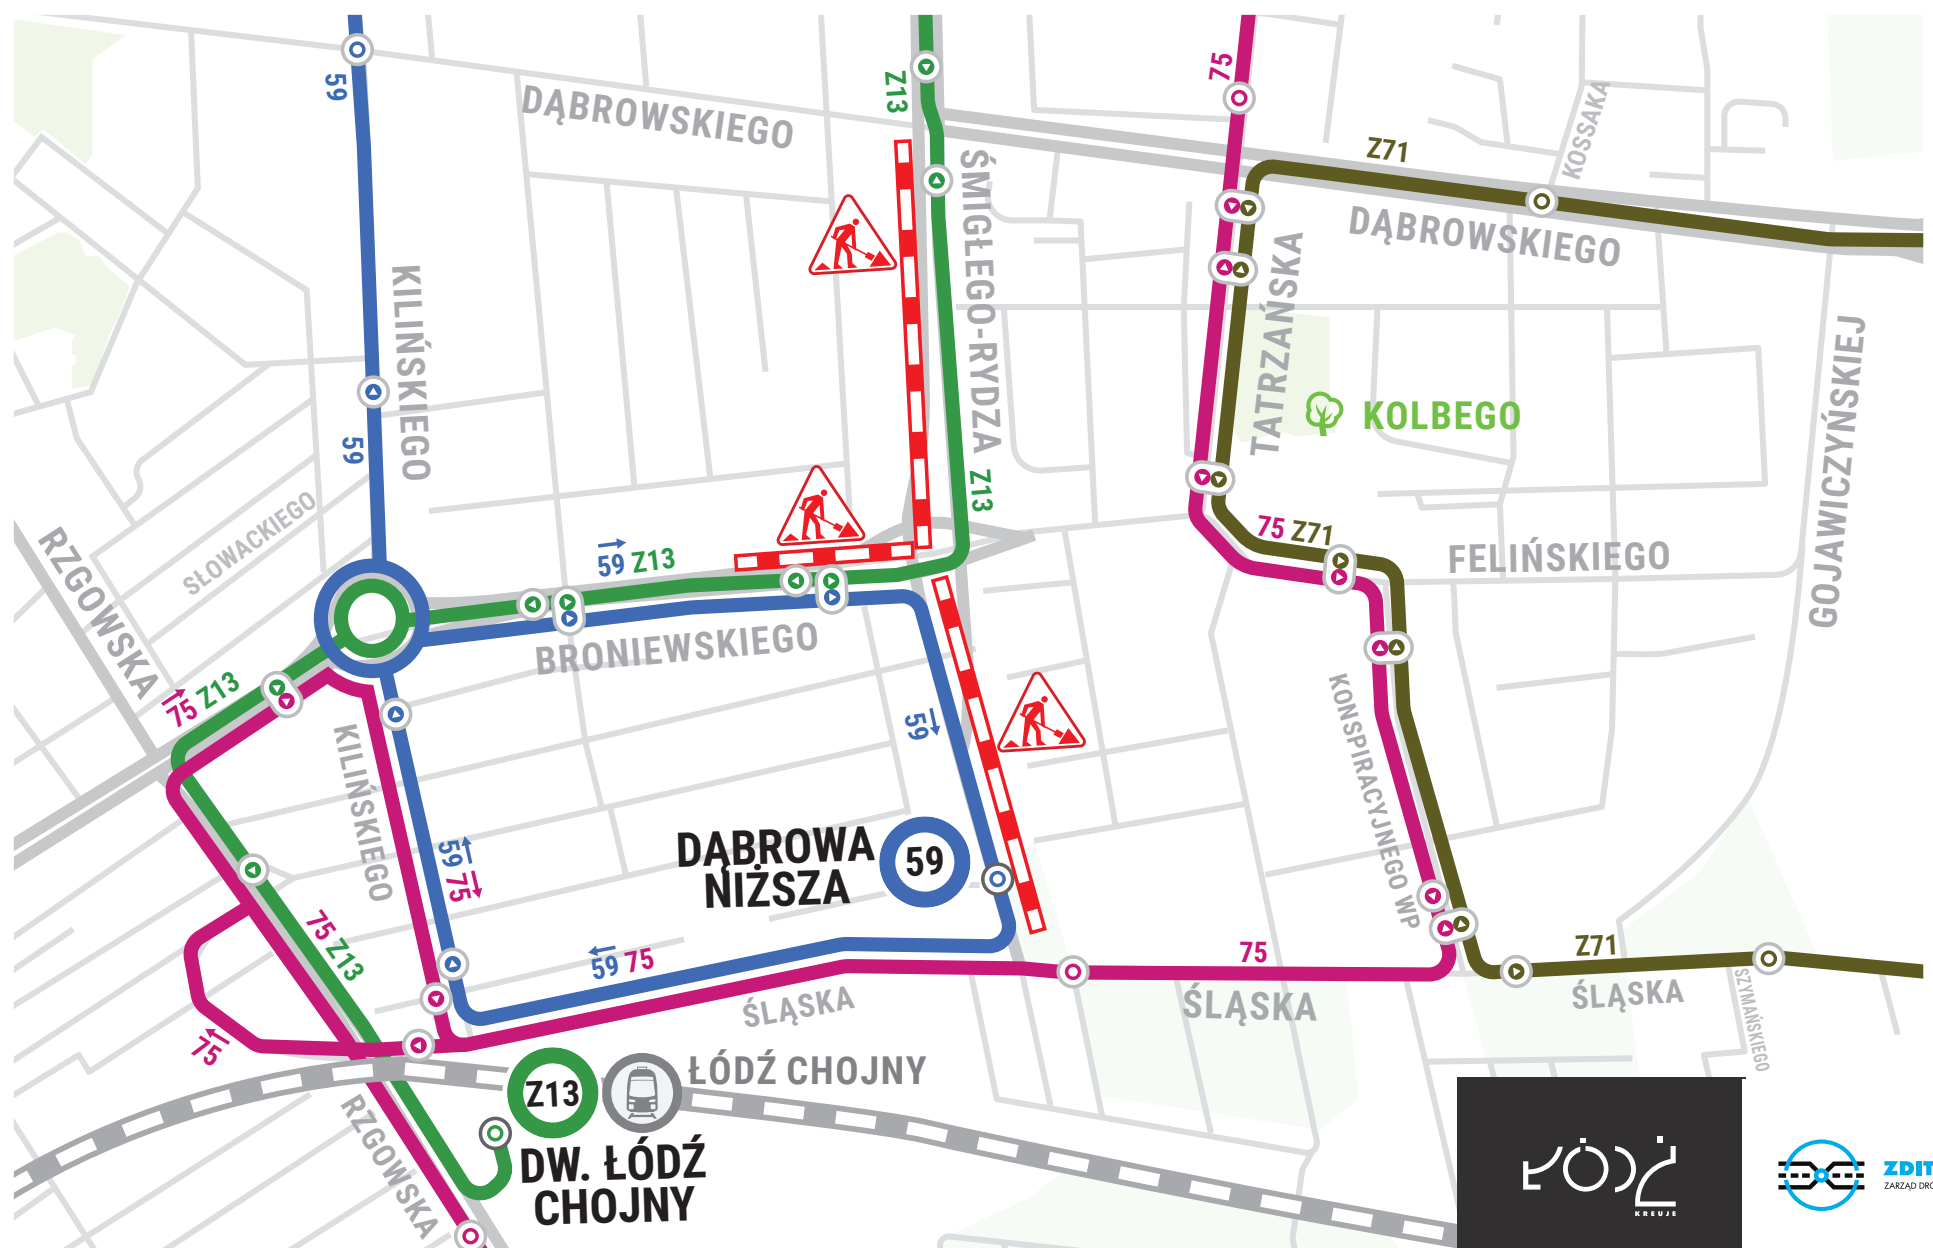 59
Z13
75
DĄBROWSKIEGO
Z71
KOSSAKA
ŚMIGŁEGO-RYDZA
DĄBROWSKIEGO
KILIŃSKIEGO
TATRZAŃSKA
GOJAWICZYŃSKIEJ
KOLBEGO
59
Z13
SŁOWACKIEGO
RZGOWSKA
59 Z13
75 Z71
FELIŃSKIEGO
BRONIEWSKIEGO
75 Z13
59
KONSPIRACYJNEGO WP
KILIŃSKIEGO
59 75
DĄBROWA
NIŻSZA
59
75 Z13
59 75
75
Z71
ŚLĄSKA
ŚLĄSKA
ŚLĄSKA
SZYMAŃSKIEGO
75
Z13
ŁÓDŹ CHOJNY
RZGOWSKA
DW. ŁÓDŹ
CHOJNY
ŁÓDŹ
KREUJE
ZDIT
ZARZĄD DRÓ